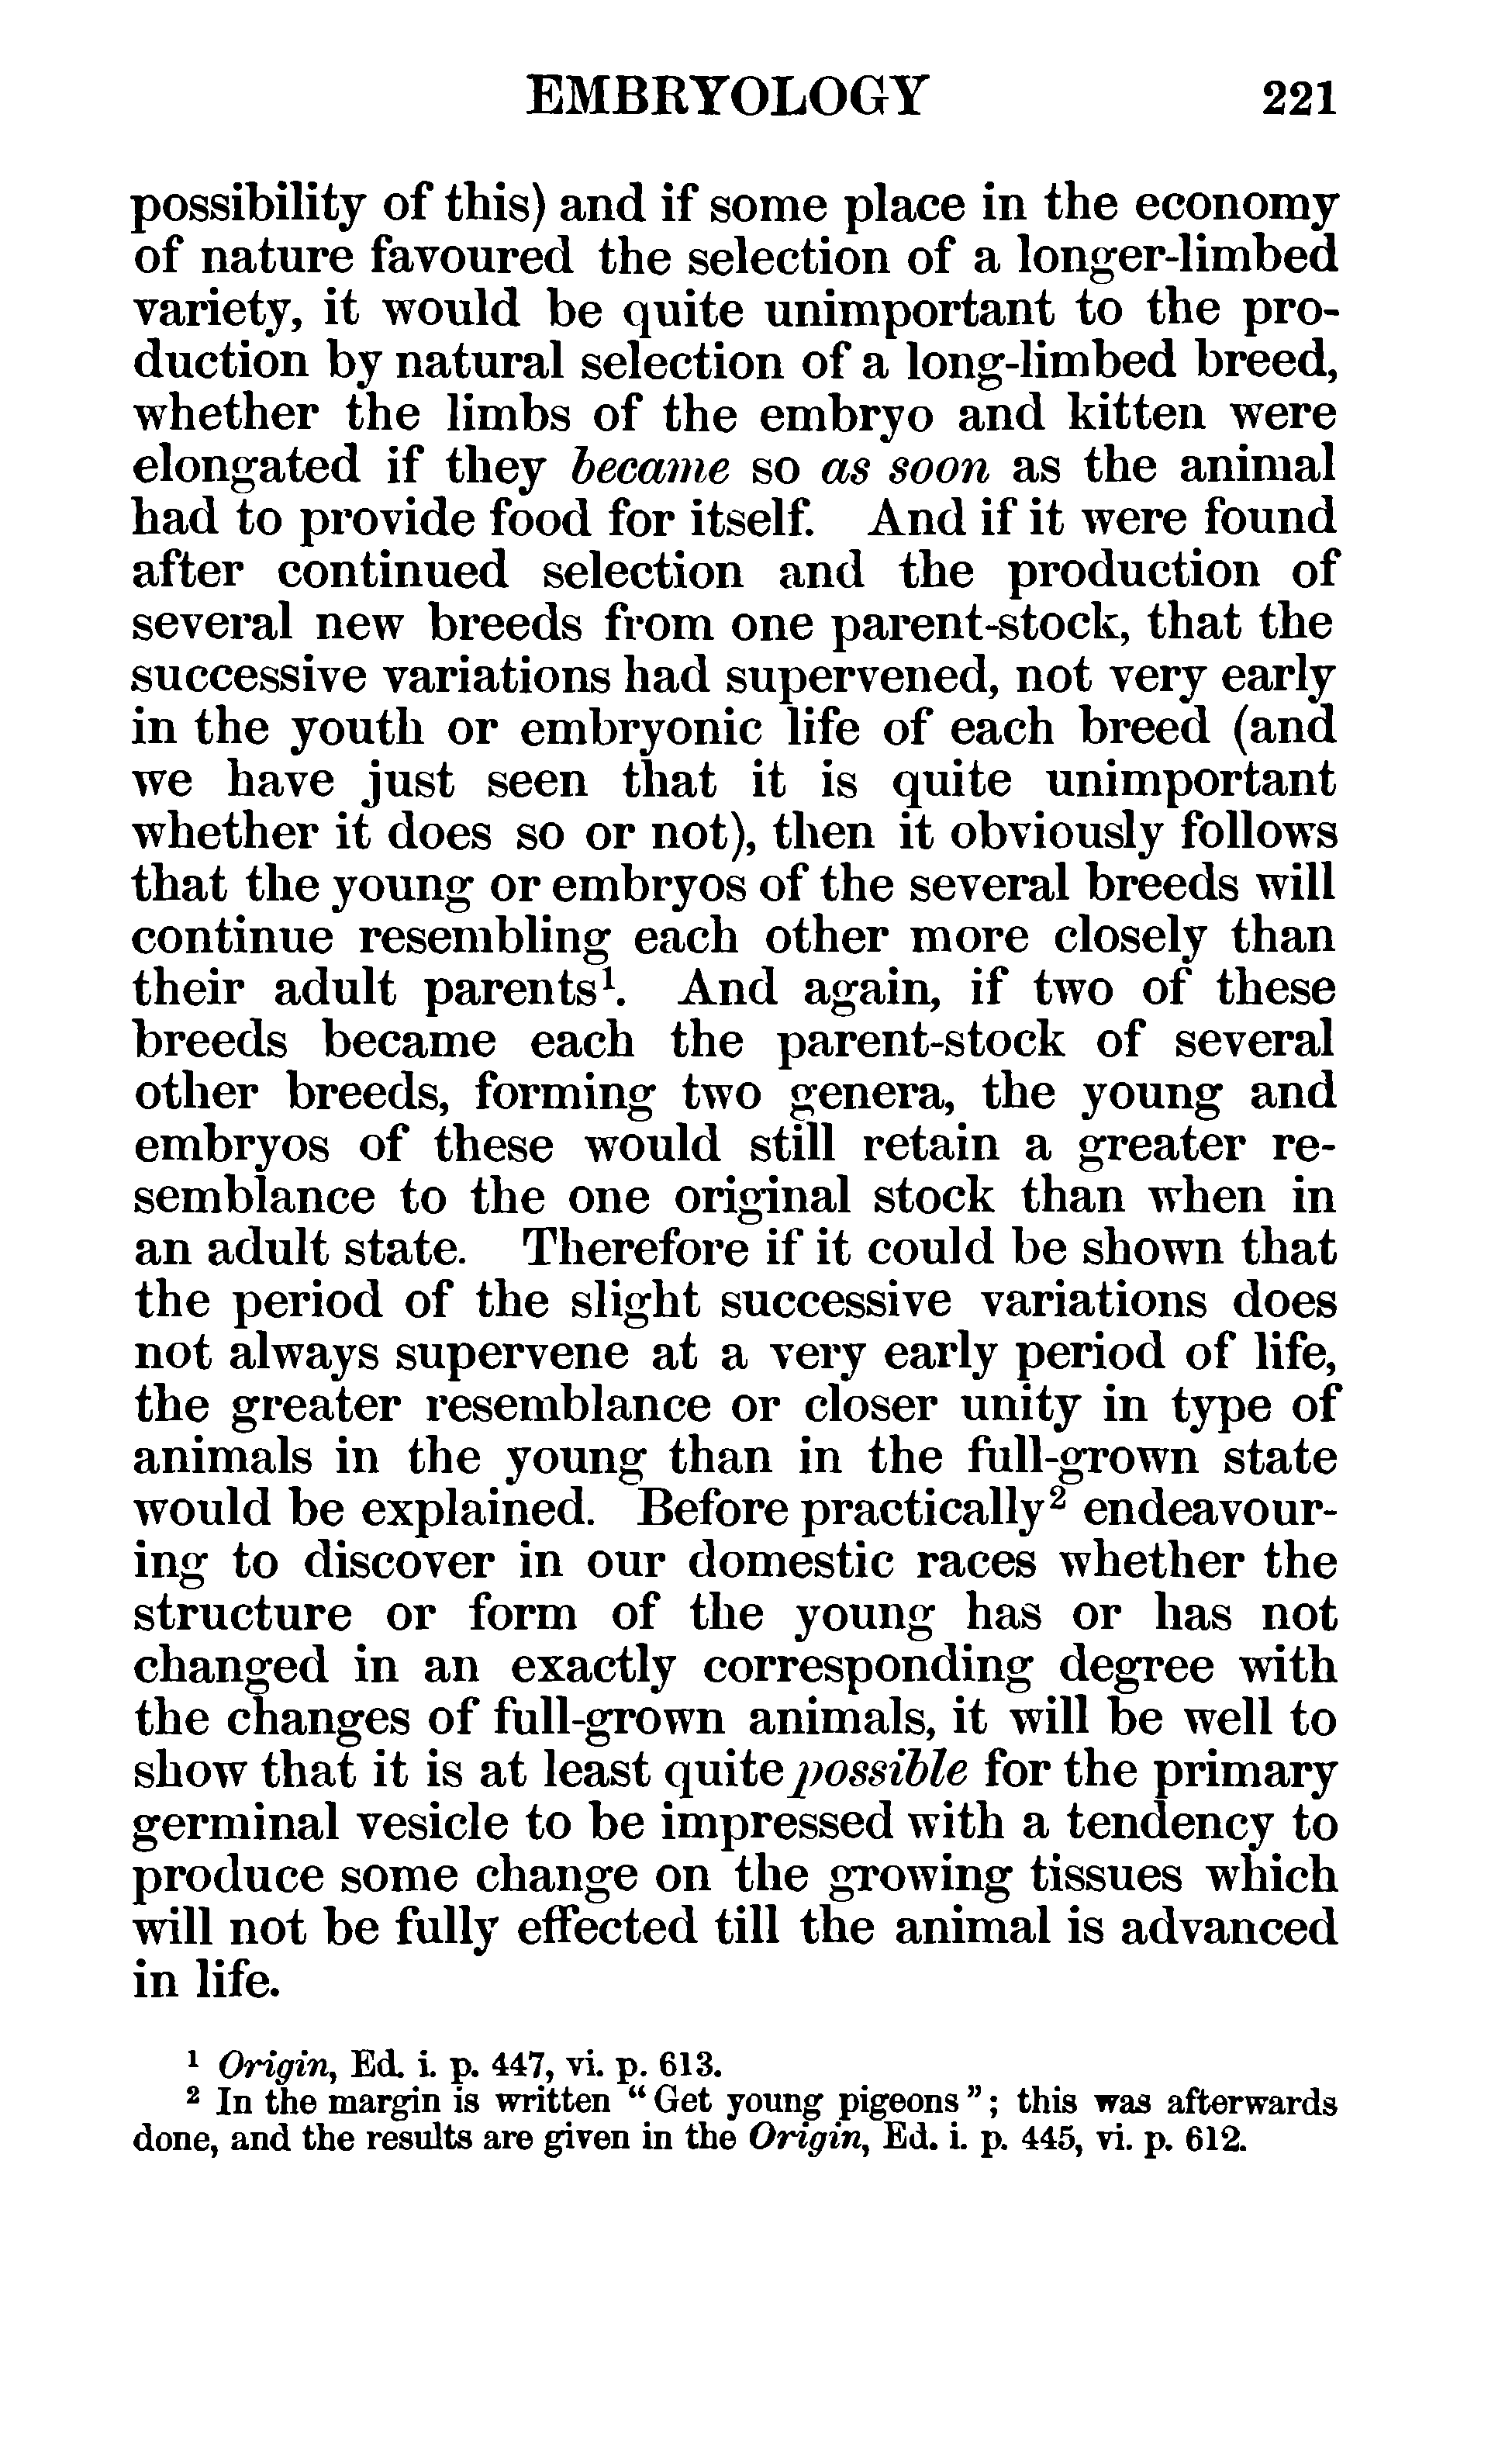 EMBRYOLOGY 221
possibility of this) and if some place in the economy
of nature favoured the selection of a longer-limbed
variety, it would be quite unimportant to the pro-
duction by natural selection of a long-limbed breed,
whether the limbs of the embryo and kitten were
elongated if they became so as soon as the animal
had to provide food for itself. And if it were found
after continued selection and the production of
several new breeds from one parent-stock, that the
successive variations had supervened, not very early
in the youth or embryonic life of each breed (and
we have just seen that it is quite unimportant
whether it does so or not), then it obviously follows
that the young or embryos of the several breeds will
continue resembling each other more closely than
their adult parents¹. And again, if two of these
breeds became each the parent-stock of several
other breeds, forming two genera, the young and
embryos of these would still retain a greater re-
semblance to the one original stock than when in
an adult state. Therefore if it could be shown that
the period of the slight successive variations does
not always supervene at a very early period of life,
the greater resemblance or closer unity in type of
animals in the young than in the full-grown state
would be explained. Before practically² endeavour-
ing to discover in our domestic races whether the
structure or form of the young has or has not
changed in an exactly corresponding degree with
the changes of full-grown animals, it will be well to
show that it is at least quite possible for the primary
germinal vesicle to be impressed with a tendency to
produce some change on the growing tissues which
will not be fully effected till the animal is advanced
in life.
¹ Origin, Ed. i. p. 447, vi. p. 613.
² In the margin is written "Get young pigeons"; this was afterwards
done, and the results are given in the Origin, Ed. i. p. 445, vi. p. 612.